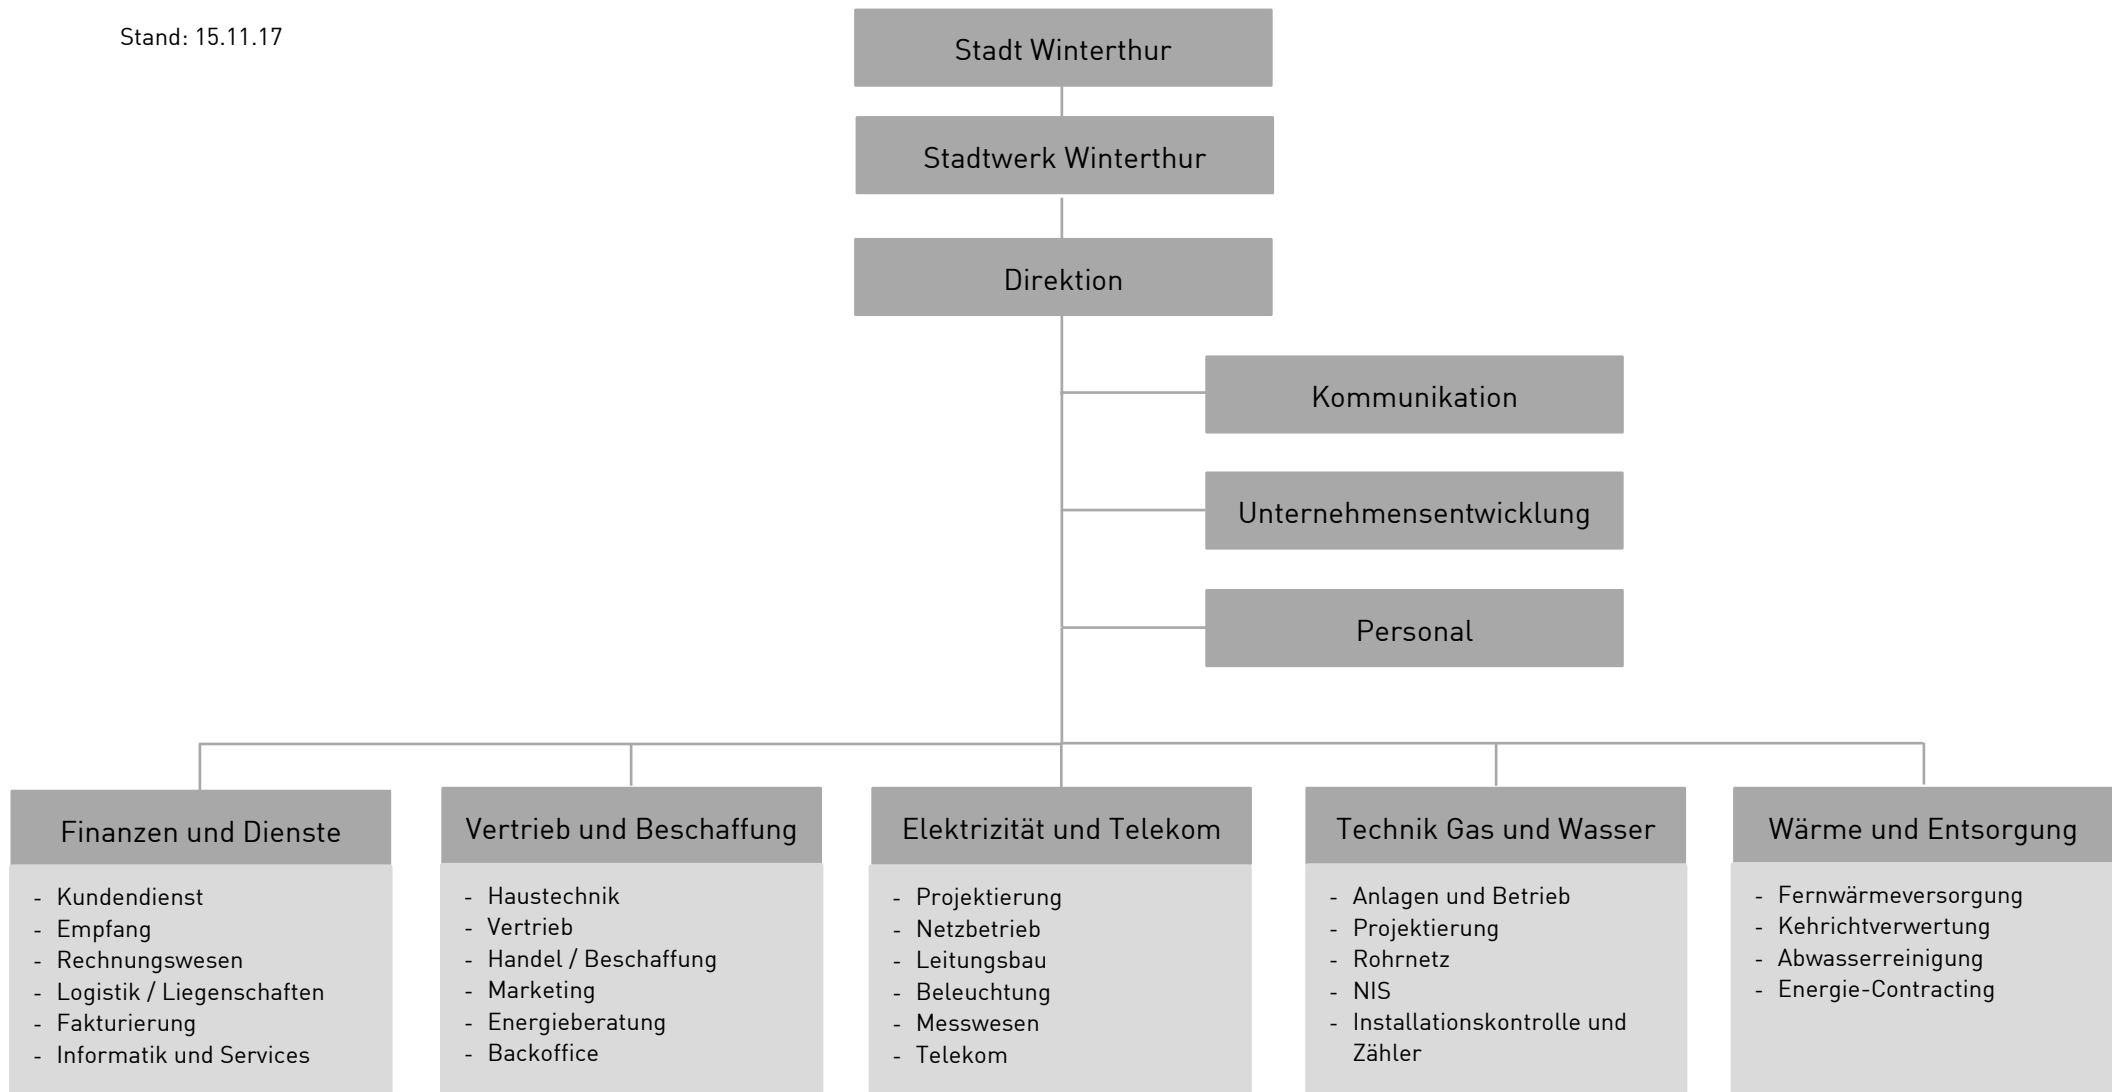 Stand: 15.11.17
Stadt Winterthur
Stadtwerk Winterthur
Direktion
Kommunikation
Unternehmensentwicklung
Personal
Finanzen und Dienste
- Kundendienst
- Empfang
- Rechnungswesen
- Logistik / Liegenschaften
- Fakturierung
- Informatik und Services
Vertrieb und Beschaffung
- Haustechnik
- Vertrieb
- Handel / Beschaffung
- Marketing
- Energieberatung
- Backoffice
Elektrizität und Telekom
- Projektierung
- Netzbetrieb
- Leitungsbau
- Beleuchtung
- Messwesen
- Telekom
Technik Gas und Wasser
- Anlagen und Betrieb
- Projektierung
- Rohrnetz
- NIS
- Installationskontrolle und
Zähler
Wärme und Entsorgung
- Fernwärmeversorgung
- Kehrichtverwertung
- Abwasserreinigung
- Energie-Contracting